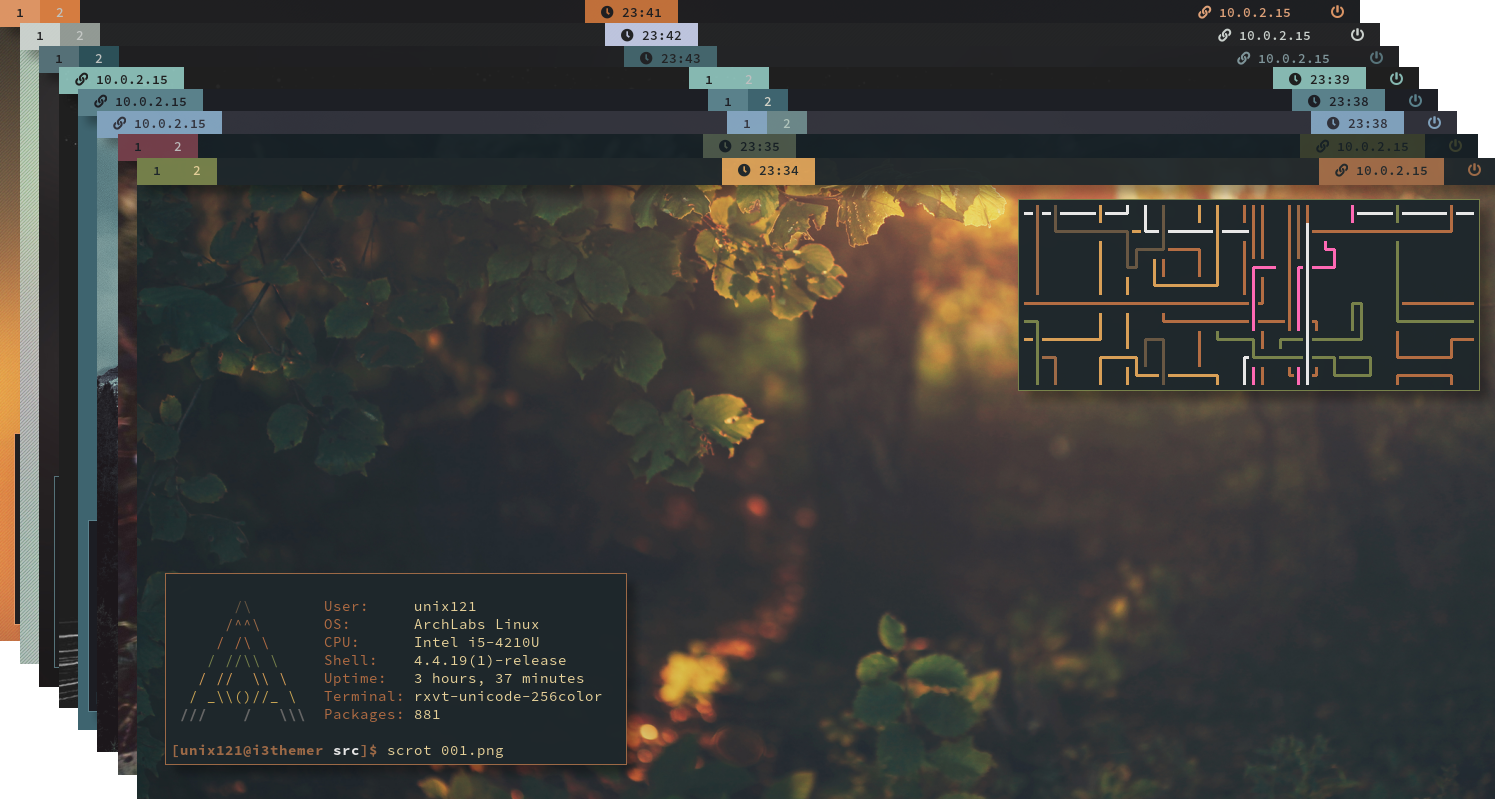 1 2 23:41 10.0.2.15
1 2 23:42 10.0.2.15
1 2 23:43 10.0.2.15
10.0.2.15 1 2 23:39
10.0.2.15 1 2 23:38
10.0.2.15 1 2 23:38
1 2 23:35 10.0.2.15
1 2 23:34 10.0.2.15
/\ User: unix121
/^^\ OS: ArchLabs Linux
/ /\ \ CPU: Intel i5-4210U
/ //\\ \ Shell: 4.4.19(1)-release
/ // \\ \ Uptime: 3 hours, 37 minutes
/ _\\()//_ \ Terminal: rxvt-unicode-256color
/// / \\\ Packages: 881
[unix121@i3themer src]$ scrot 001.png